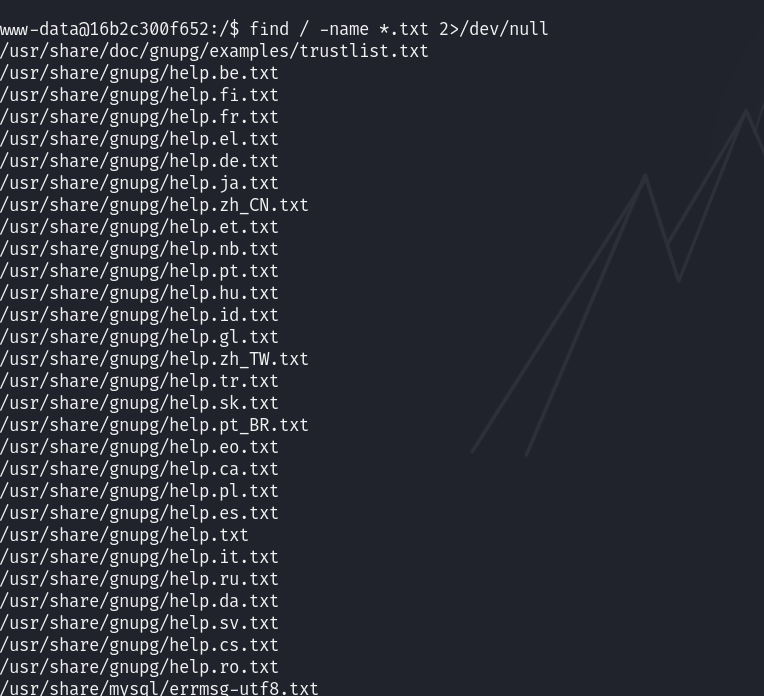 www-data@16b2c300f652:/$ find / -name *.txt 2>/dev/null
/usr/share/doc/gnupg/examples/trustlist.txt
/usr/share/gnupg/help.be.txt
/usr/share/gnupg/help.fi.txt
/usr/share/gnupg/help.fr.txt
/usr/share/gnupg/help.el.txt
/usr/share/gnupg/help.de.txt
/usr/share/gnupg/help.ja.txt
/usr/share/gnupg/help.zh_CN.txt
/usr/share/gnupg/help.et.txt
/usr/share/gnupg/help.nb.txt
/usr/share/gnupg/help.pt.txt
/usr/share/gnupg/help.hu.txt
/usr/share/gnupg/help.id.txt
/usr/share/gnupg/help.gl.txt
/usr/share/gnupg/help.zh_TW.txt
/usr/share/gnupg/help.tr.txt
/usr/share/gnupg/help.sk.txt
/usr/share/gnupg/help.pt_BR.txt
/usr/share/gnupg/help.eo.txt
/usr/share/gnupg/help.ca.txt
/usr/share/gnupg/help.pl.txt
/usr/share/gnupg/help.es.txt
/usr/share/gnupg/help.txt
/usr/share/gnupg/help.it.txt
/usr/share/gnupg/help.ru.txt
/usr/share/gnupg/help.da.txt
/usr/share/gnupg/help.sv.txt
/usr/share/gnupg/help.cs.txt
/usr/share/gnupg/help.ro.txt
/usr/share/mysql/errmsg-utf8.txt